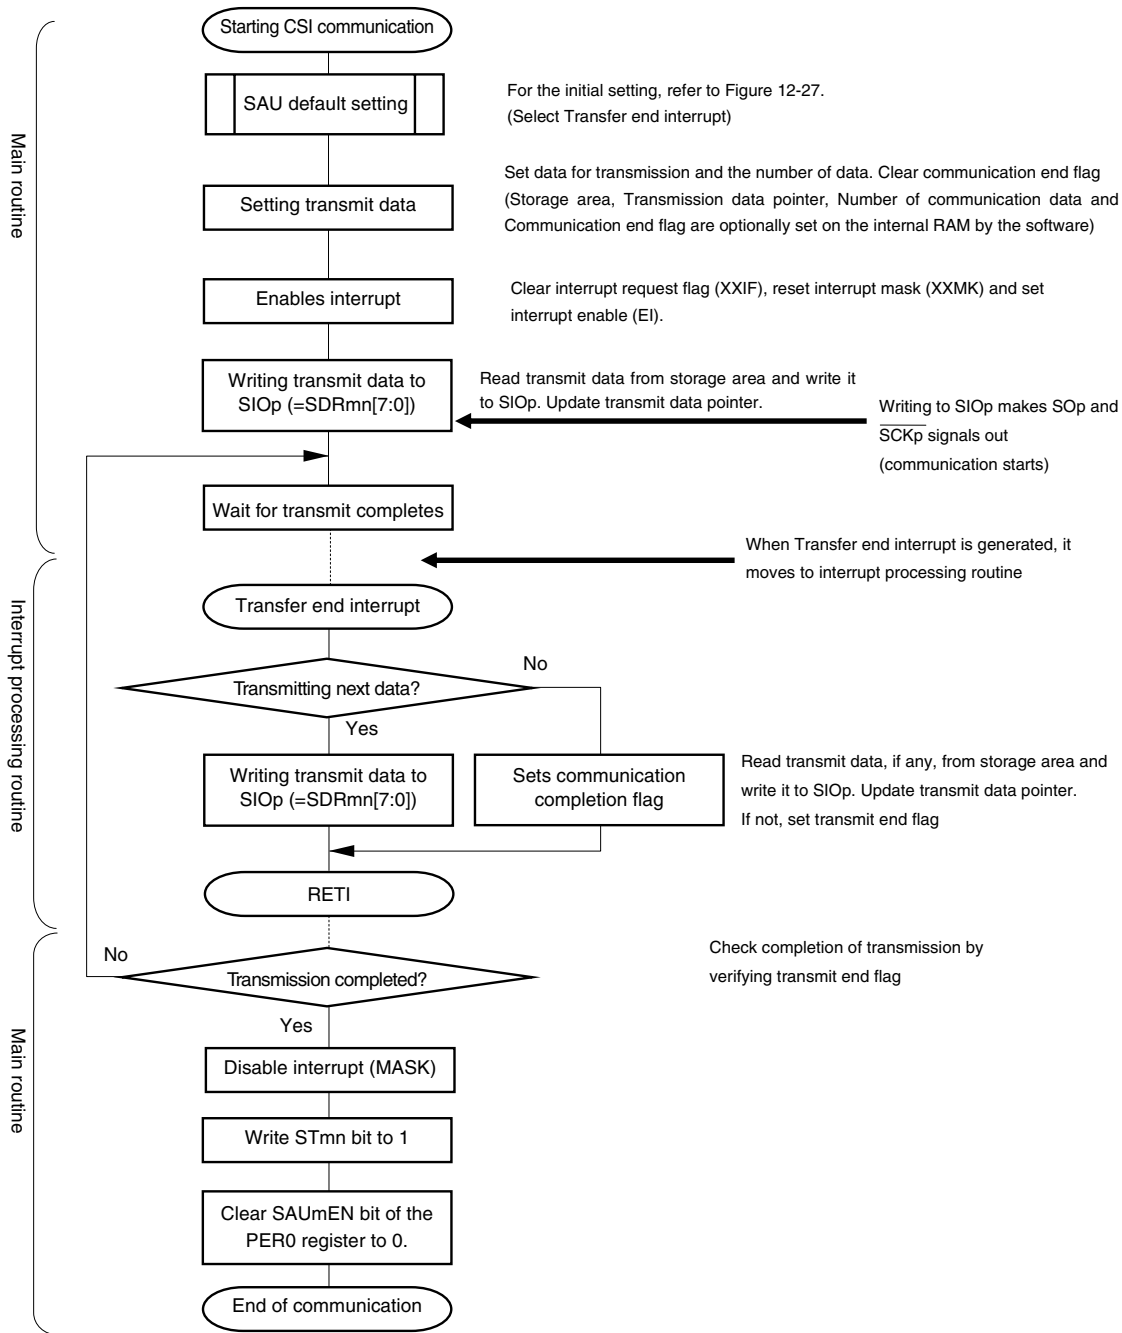 Starting CSI communication
SAU default setting
For the initial setting, refer to Figure 12-27.
(Select Transfer end interrupt)
Main routine
Setting transmit data
Set data for transmission and the number of data. Clear communication end flag
(Storage area, Transmission data pointer, Number of communication data and
Communication end flag are optionally set on the internal RAM by the software)
Enables interrupt
Clear interrupt request flag (XXIF), reset interrupt mask (XXMK) and set
interrupt enable (EI).
Writing transmit data to
SIOp (=SDRmn[7:0])
Read transmit data from storage area and write it
to SIOp. Update transmit data pointer.
Writing to SIOp makes SOp and
SCKp signals out
(communication starts)
Wait for transmit completes
When Transfer end interrupt is generated, it
moves to interrupt processing routine
Interrupt processing routine
Transfer end interrupt
Transmitting next data?
No
Yes
Writing transmit data to
SIOp (=SDRmn[7:0])
Sets communication
completion flag
Read transmit data, if any, from storage area and
write it to SIOp. Update transmit data pointer.
If not, set transmit end flag
RETI
No
Transmission completed?
Check completion of transmission by
verifying transmit end flag
Yes
Main routine
Disable interrupt (MASK)
Write STmn bit to 1
Clear SAUmEN bit of the
PER0 register to 0.
End of communication